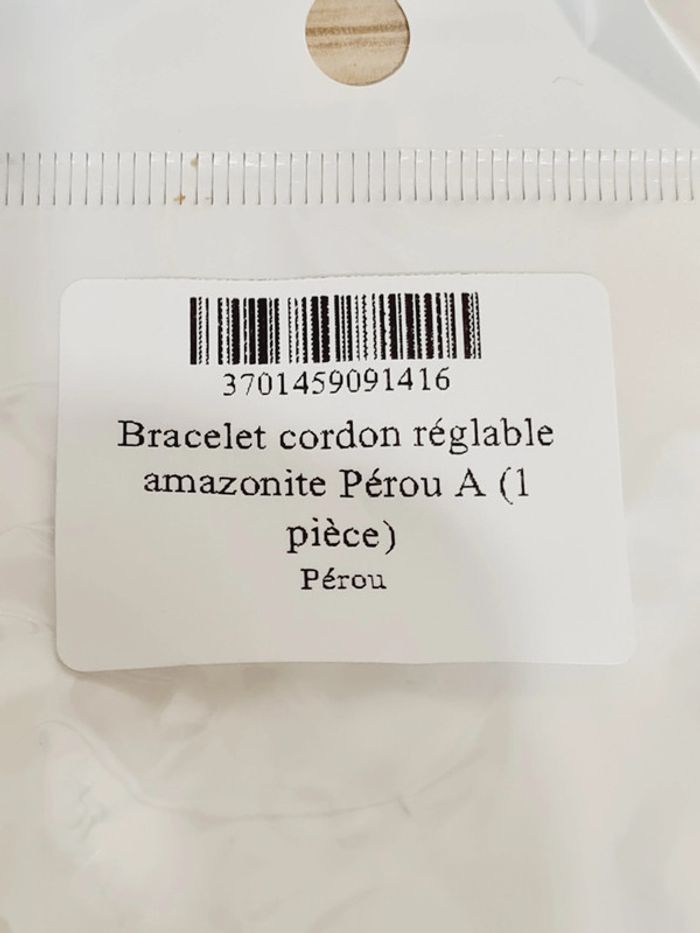 3701459091416
Bracelet cordon réglable
amazonite Pérou A (1
pièce)
Pérou